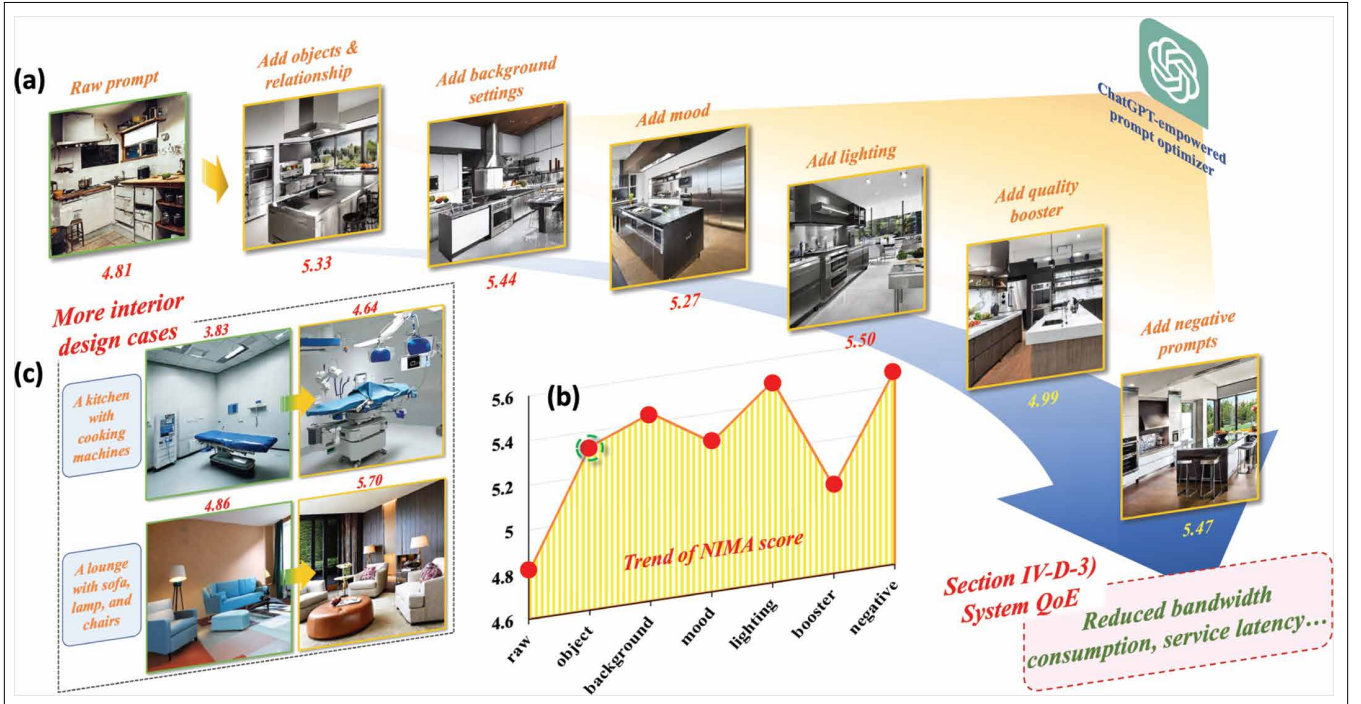 (a)
Raw prompt
4.81
Add objects &
relationship
5.33
Add background
settings
5.44
Add mood
5.27
Add lighting
5.50
Add quality
booster
4.99
Add negative
prompts
5.47
ChatGPT-empowered
prompt optimizer
More interior
design cases
(c)
3.83
4.64
A kitchen
with
cooking
machines
4.86
5.70
A lounge
with sofa,
lamp, and
chairs
(b)
5.6
5.4
5.2
5
4.8
4.6
Trend of NIMA score
raw
object
background
mood
lighting
booster
negative
Section IV-D-3)
System QoE
Reduced bandwidth
consumption, service latency…